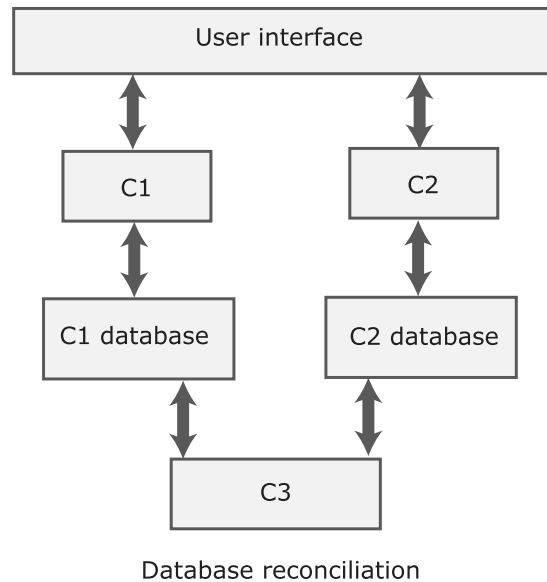 User interface
C1
C2
C1 database
C2 database
C3
Database reconciliation